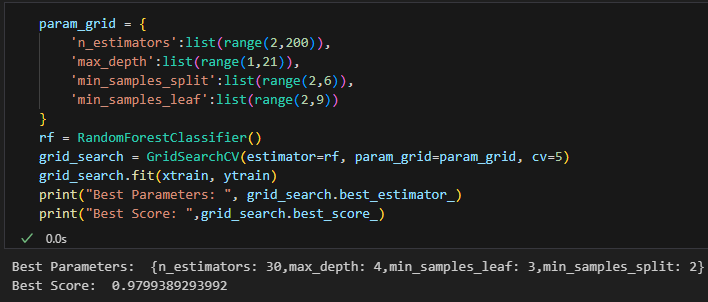 param_grid = {
    'n_estimators':list(range(2,200)),
    'max_depth':list(range(1,21)),
    'min_samples_split':list(range(2,6)),
    'min_samples_leaf':list(range(2,9))
}
rf = RandomForestClassifier()
grid_search = GridSearchCV(estimator=rf, param_grid=param_grid, cv=5)
grid_search.fit(xtrain, ytrain)
print("Best Parameters: ", grid_search.best_estimator_)
print("Best Score: ",grid_search.best_score_)
✓ 0.0s
Best Parameters:  {n_estimators: 30,max_depth: 4,min_samples_leaf: 3,min_samples_split: 2}
Best Score:  0.9799389293992